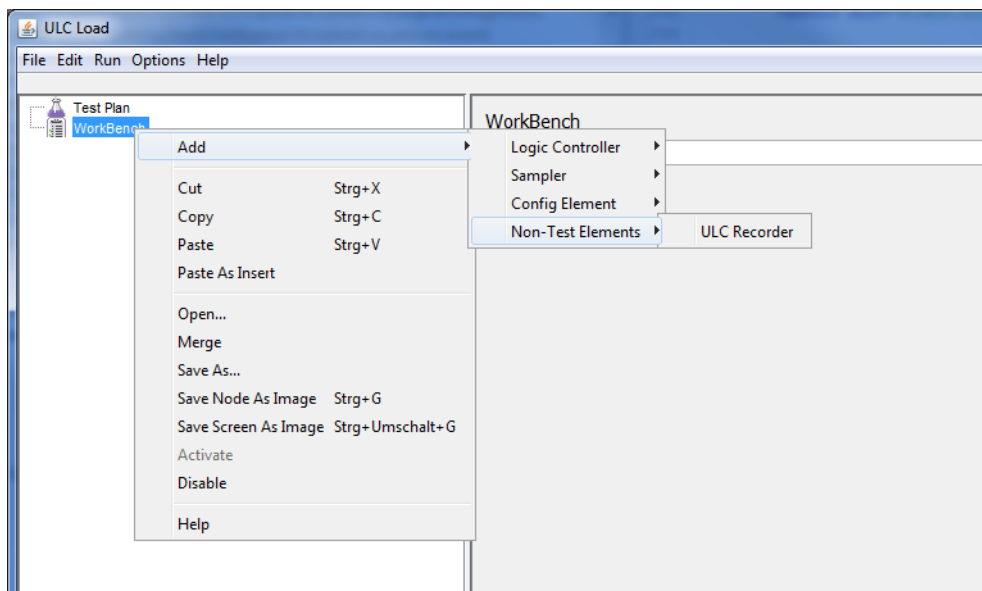 ULC Load
File Edit Run Options Help
Test Plan
WorkBench
WorkBench
Add
Logic Controller
Sampler
Config Element
Non-Test Elements
ULC Recorder
Cut Strg+X
Copy Strg+C
Paste Strg+V
Paste As Insert
Open...
Merge
Save As...
Save Node As Image Strg+G
Save Screen As Image Strg+Umschalt+G
Activate
Disable
Help